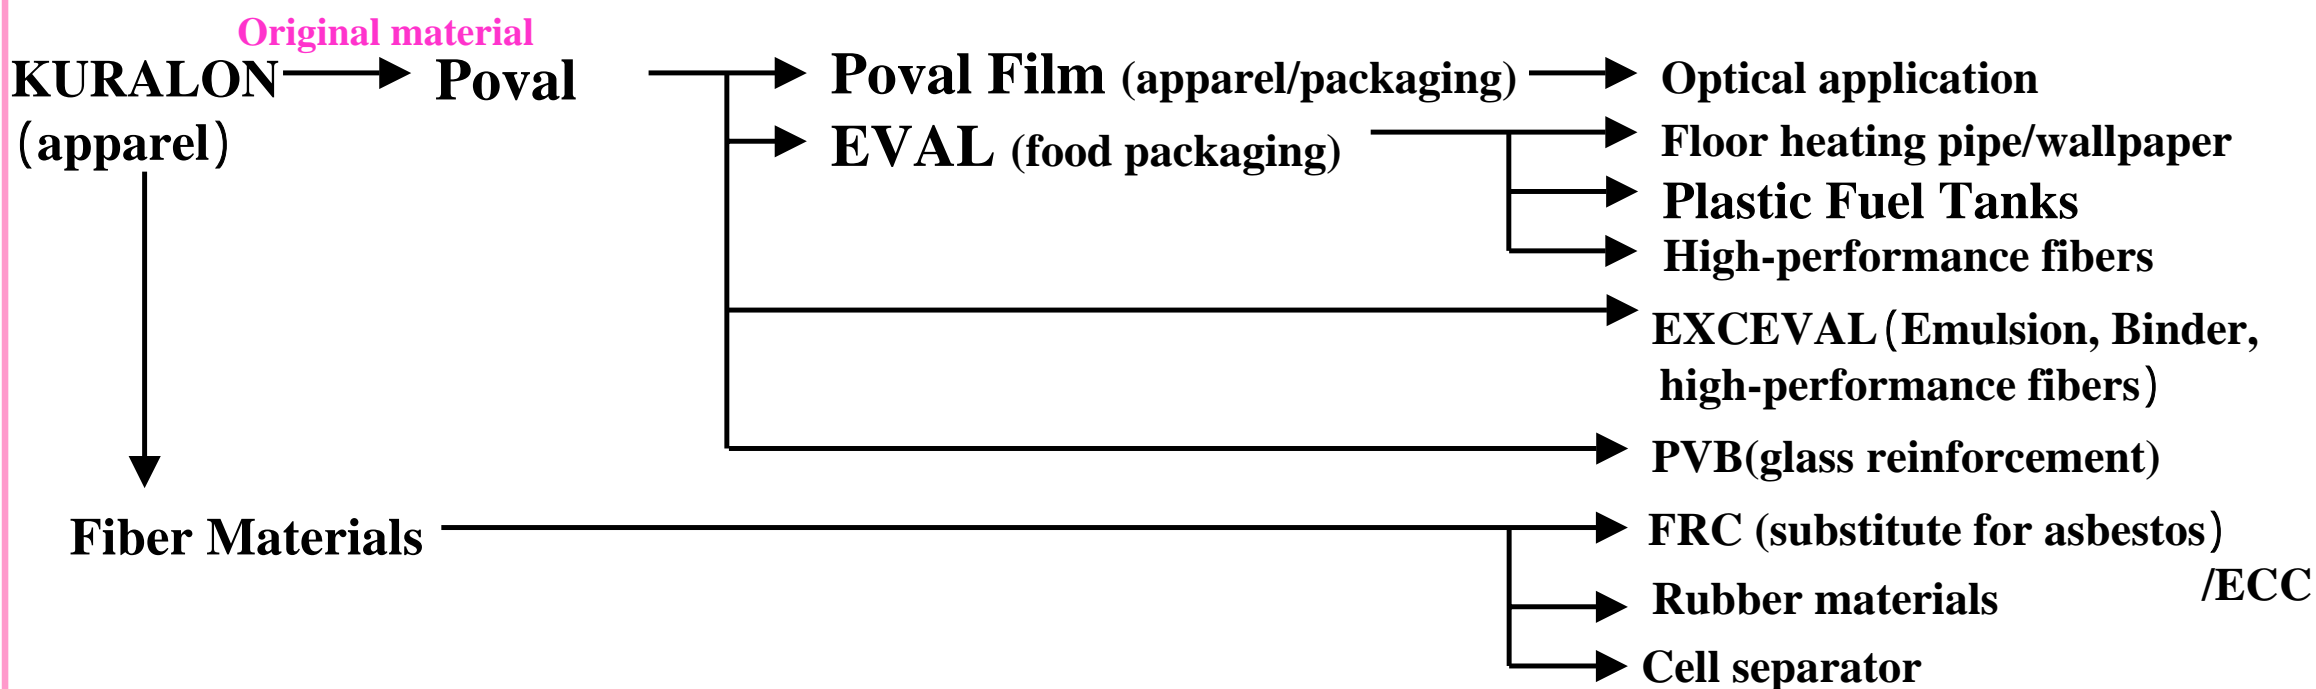 Original material
KURALON
(apparel)
Poval
Poval Film (apparel/packaging)
Optical application
EVAL (food packaging)
Floor heating pipe/wallpaper
Plastic Fuel Tanks
High-performance fibers
EXCEVAL(Emulsion, Binder,
high-performance fibers)
PVB(glass reinforcement)
Fiber Materials
FRC (substitute for asbestos)
/ECC
Rubber materials
Cell separator